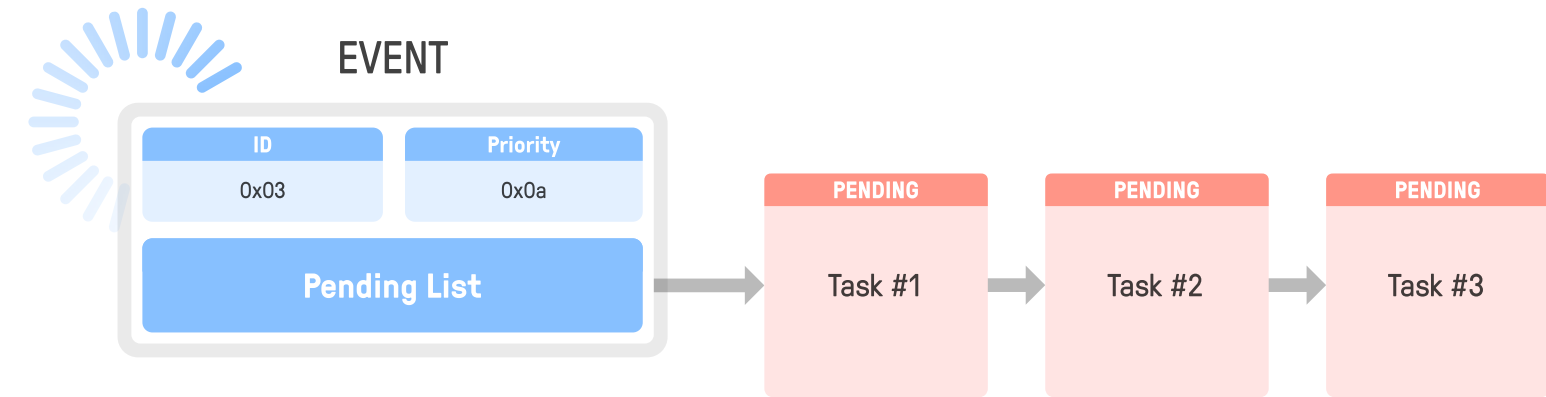 EVENT
ID
Priority
0x03
0x0a
Pending List
PENDING
Task #1
PENDING
Task #2
PENDING
Task #3